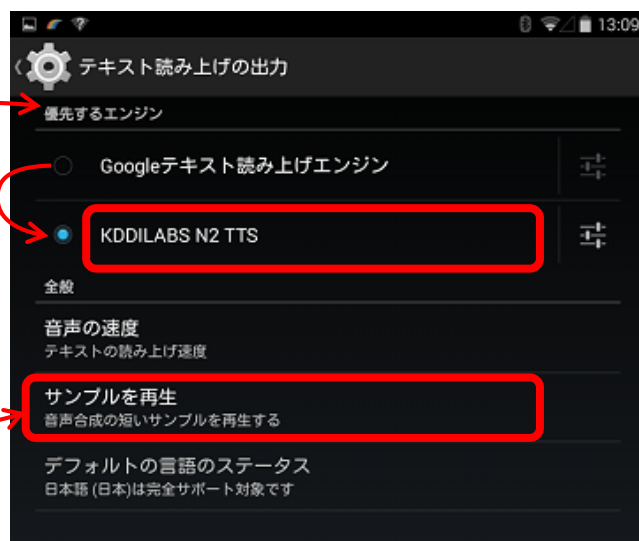 13:09
テキスト読み上げの出力
優先するエンジン
Googleテキスト読み上げエンジン
KDDILABS N2 TTS
全般
音声の速度
テキストの読み上げ速度
サンプルを再生
音声合成の短いサンプルを再生する
デフォルトの言語のステータス
日本語 (日本)は完全サポート対象です